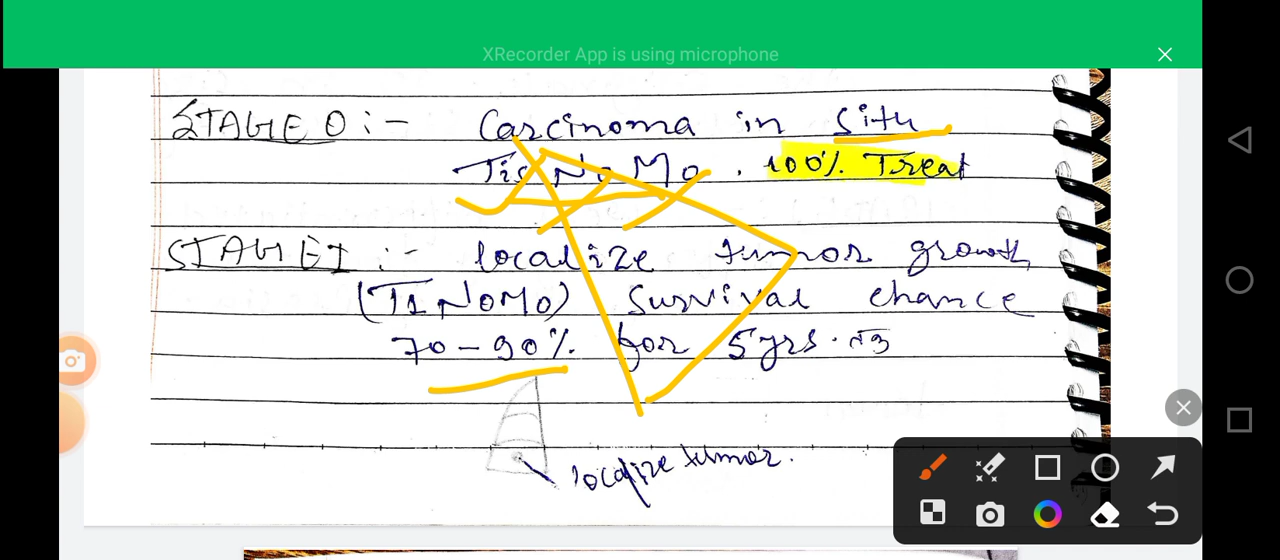 XRecorder App is using microphone
STAGE 0 :- Carcinoma in Situ
TisNoMo. 100% Treat
STAGE I :- localize tumor growth
(T1NoMo) Survival chance
70-90% for 5yrs.
localize tumor.